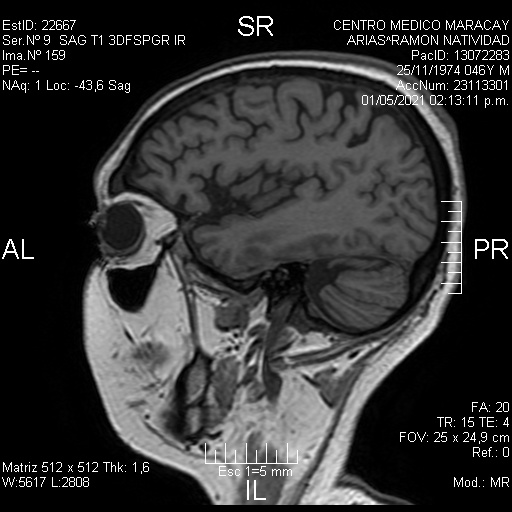 EstID: 22667
Ser.Nº 9 SAG T1 3DFSPGR IR
Ima.Nº 159
PE= --
NAq: 1 Loc: -43,6 Sag
SR
CENTRO MEDICO MARACAY
ARIAS^RAMON NATIVIDAD
PacID: 13072283
25/11/1974 046Y M
AccNum: 23113301
01/05/2021 02:13:11 p.m.
AL
PR
FA: 20
TR: 15 TE: 4
FOV: 25 x 24,9 cm
Ref.: 0
Mod.: MR
Matriz 512 x 512 Thk: 1,6
W:5617 L:2808
Esc 1=5 mm
IL